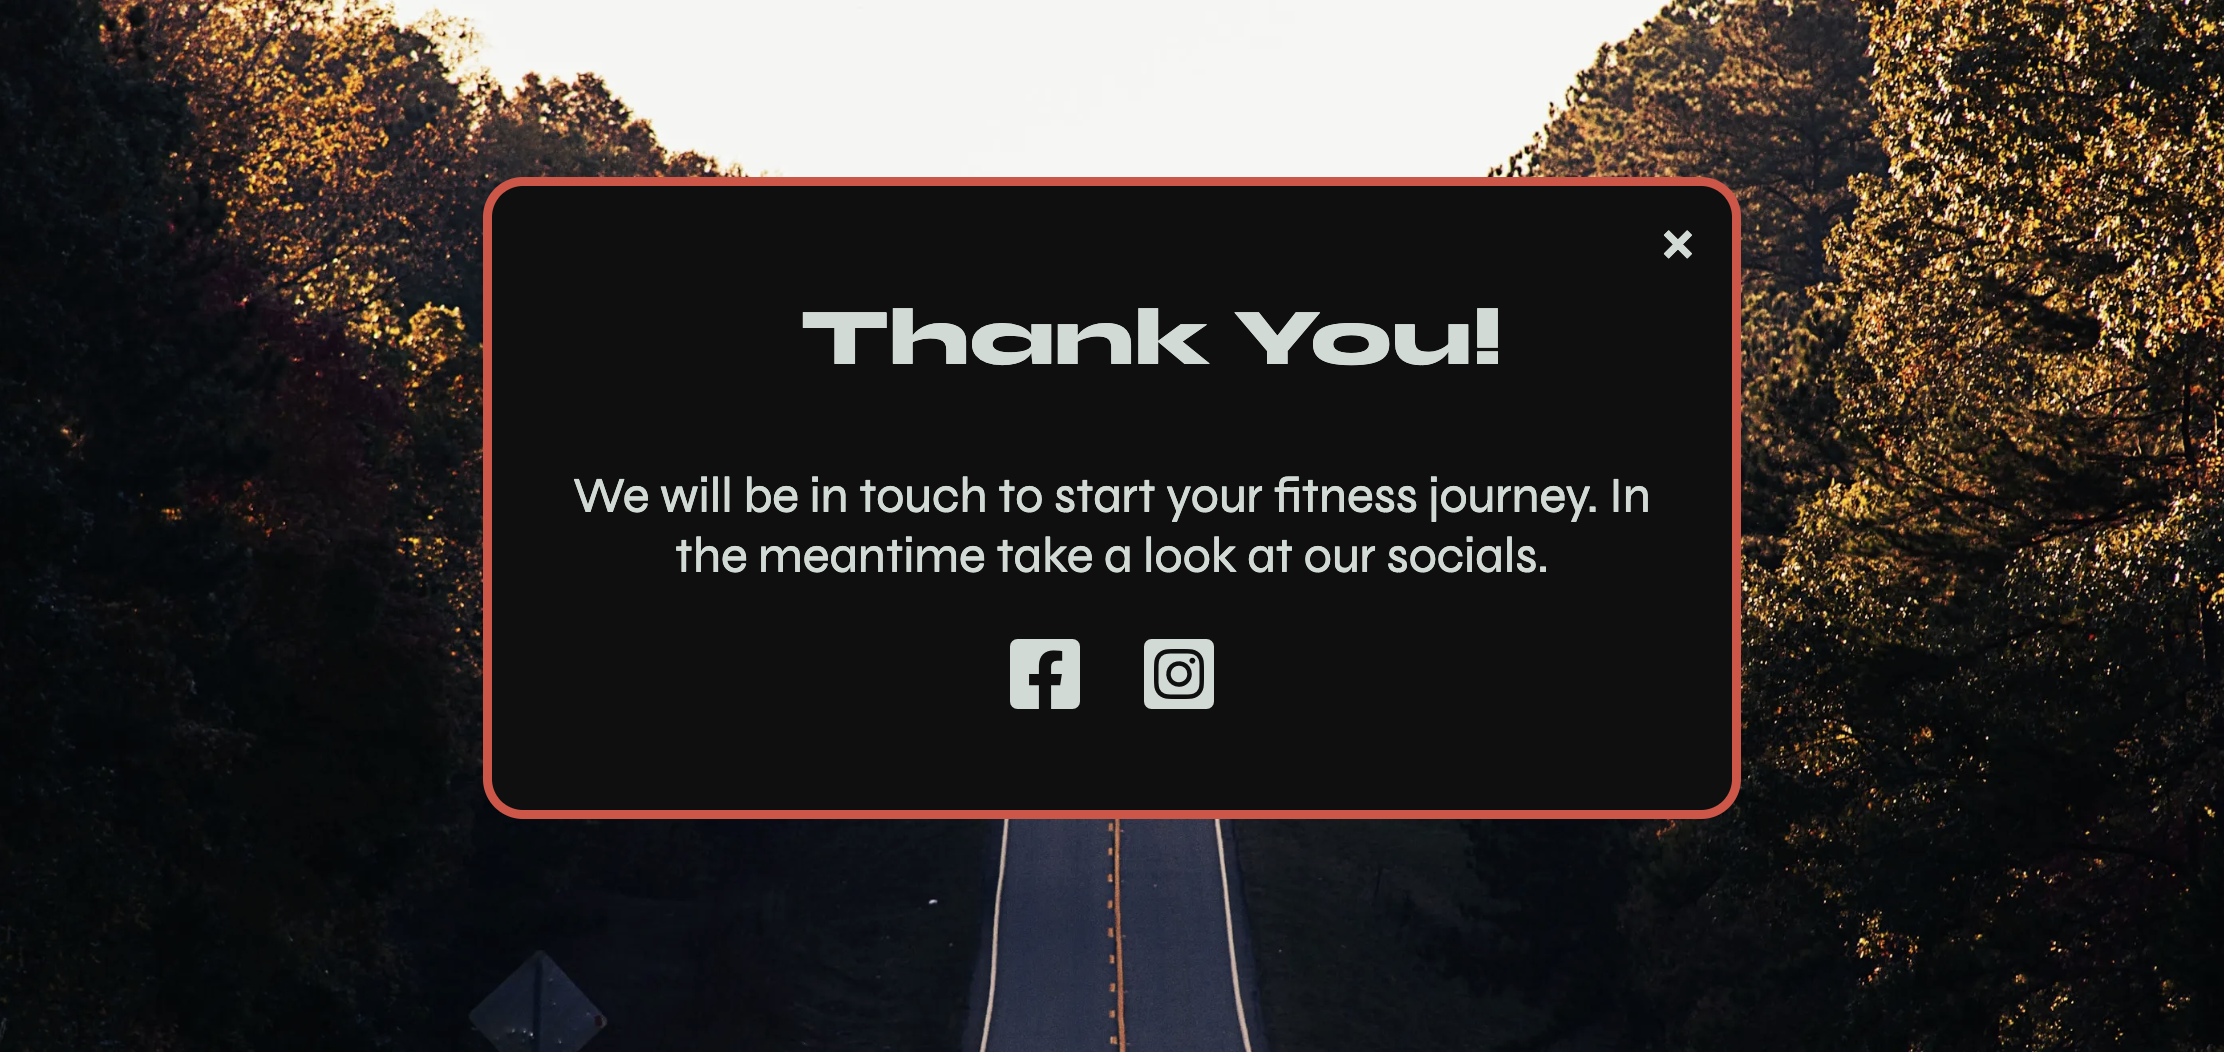 Thank You!
We will be in touch to start your fitness journey. In
the meantime take a look at our socials.